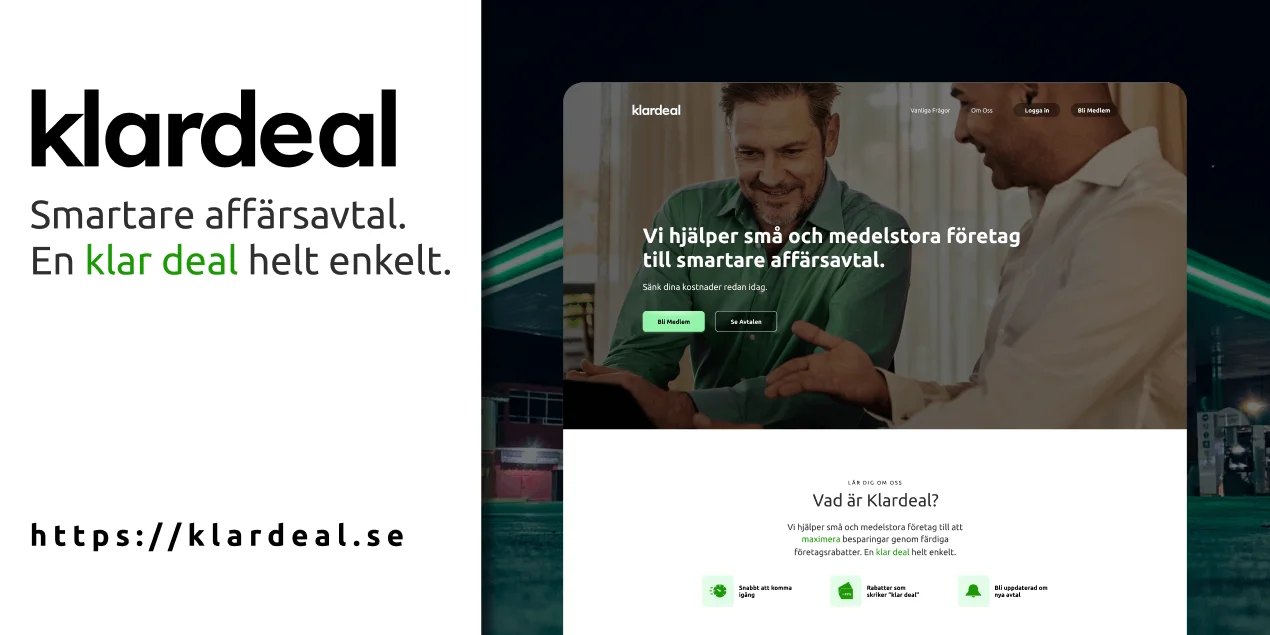 klardeal
Smartare affärsavtal.
En klar deal helt enkelt.
https://klardeal.se
klardeal
Vanliga Frågor
Om Oss
Logga in
Bli Medlem
Vi hjälper små och medelstora företag
till smartare affärsavtal.
Sänk dina kostnader redan idag.
Bli Medlem
Se Avtalen
LÄR DIG OM OSS
Vad är Klardeal?
Vi hjälper små och medelstora företag till att
maximera besparingar genom färdiga
företagsrabatter. En klar deal helt enkelt.
Snabbt att komma
igång
Rabatter som
skriker "klar deal"
Bli uppdaterad om
nya avtal